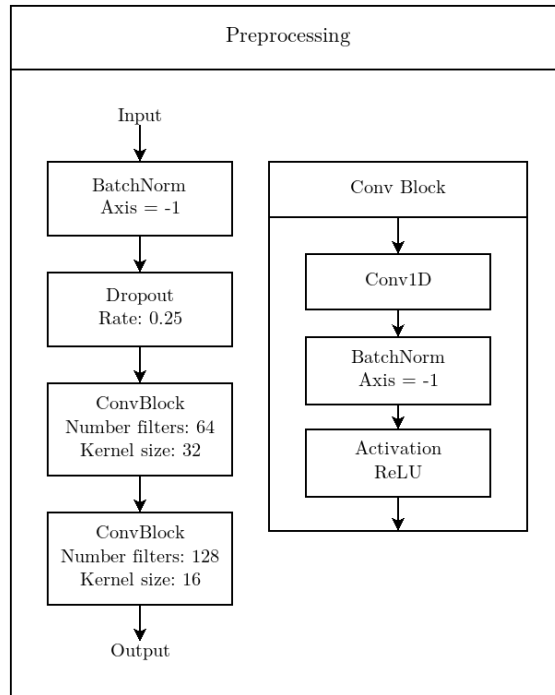 Preprocessing
Input
BatchNorm
Axis = -1
Dropout
Rate: 0.25
ConvBlock
Number filters: 64
Kernel size: 32
ConvBlock
Number filters: 128
Kernel size: 16
Output
Conv Block
Conv1D
BatchNorm
Axis = -1
Activation
ReLU